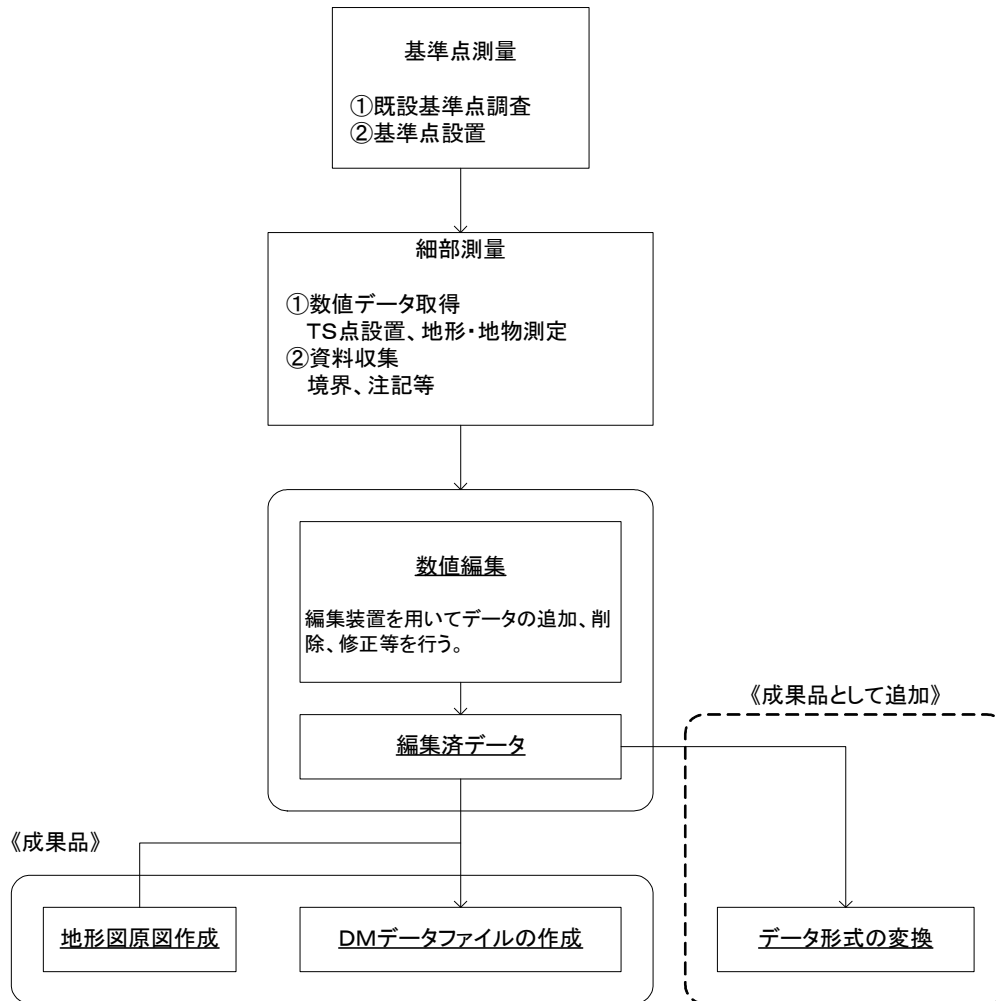 基準点測量
①既設基準点調査
②基準点設置
細部測量
①数値データ取得
TS点設置、地形・地物測定
②資料収集
境界、注記等
数値編集
編集装置を用いてデータの追加、削
除、修正等を行う。
《成果品として追加》
編集済データ
《成果品》
地形図原図作成
DMデータファイルの作成
データ形式の変換